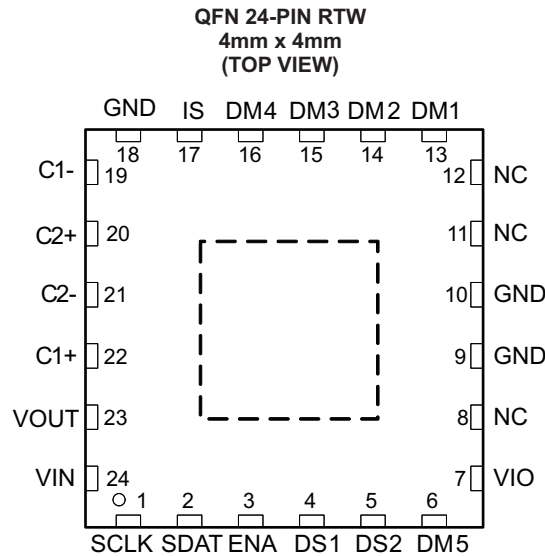 QFN 24-PIN RTW
4mm x 4mm
(TOP VIEW)
GND IS DM4 DM3 DM2 DM1
18 17 16 15 14 13
C1- 19 12 NC
C2+ 20 11 NC
C2- 21 10 GND
C1+ 22 9 GND
VOUT 23 8 NC
VIN 24 7 VIO
1 2 3 4 5 6
SCLK SDAT ENA DS1 DS2 DM5